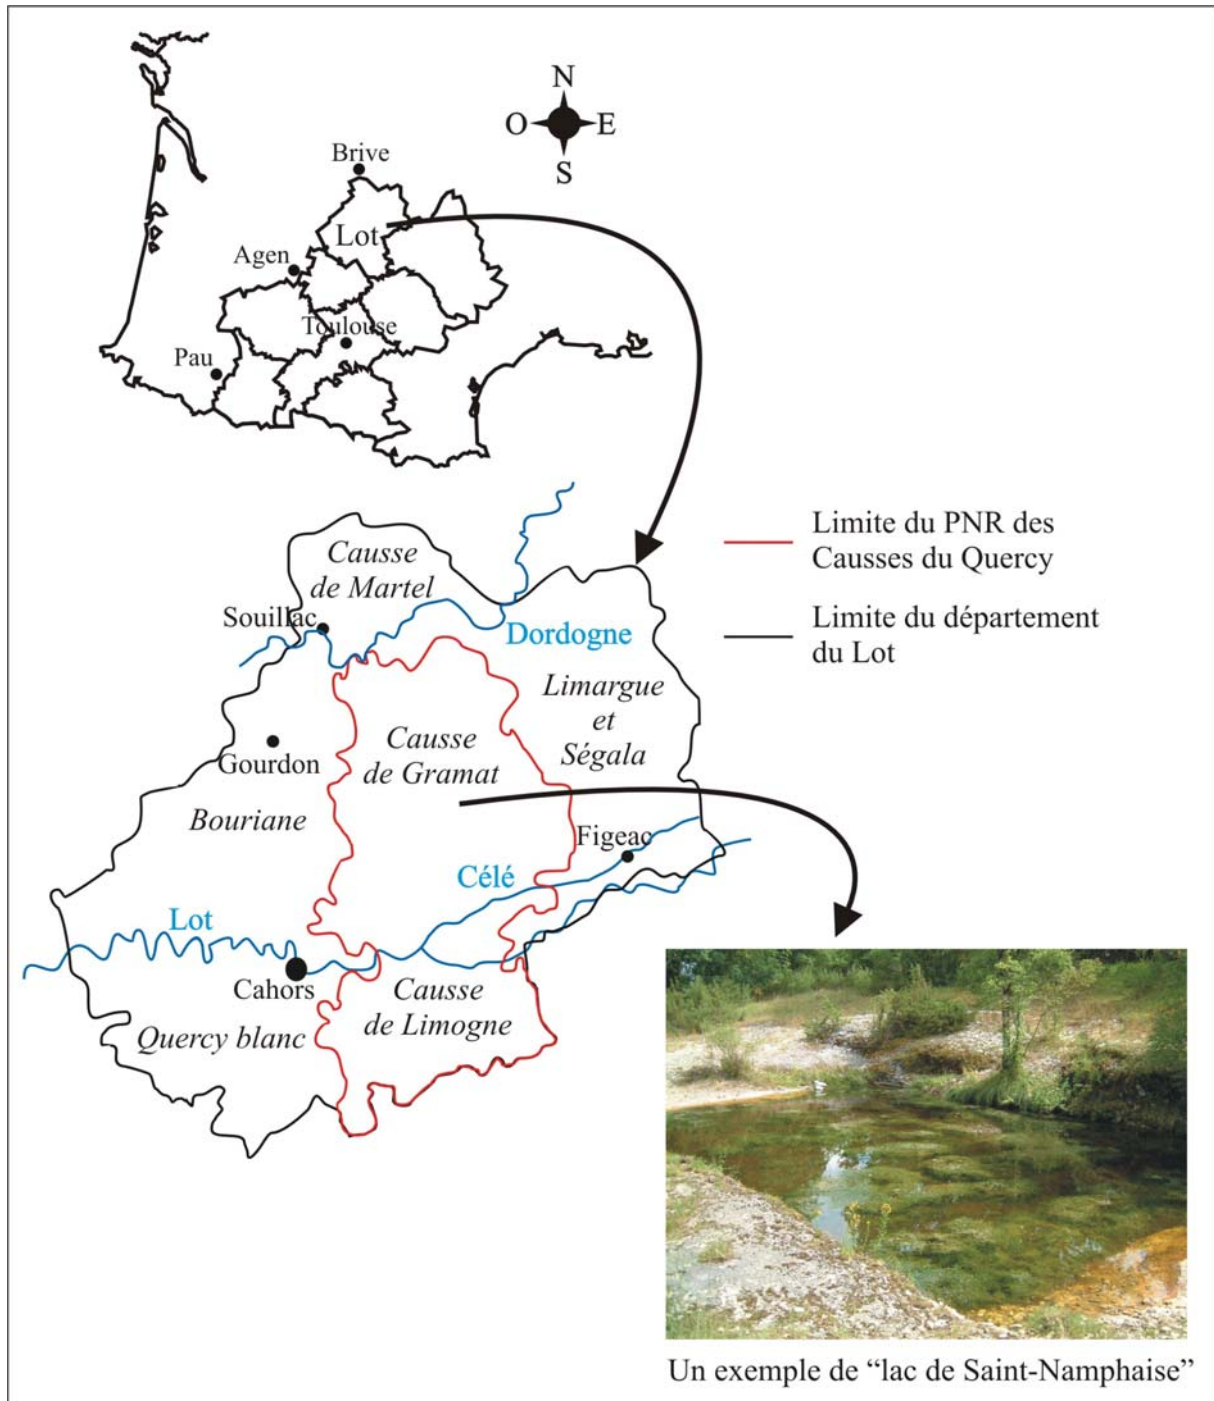 N
O E
S
Brive
Lot
Agen
Toulouse
Pau
Limite du PNR des
Causses du Quercy
Limite du département
du Lot
Causse
de Martel
Souillac
Dordogne
Limargue
et
Ségala
Gourdon
Causse
de Gramat
Bouriane
Figeac
Célé
Lot
Cahors
Causse
de Limogne
Quercy blanc
Un exemple de “lac de Saint-Namphaise”